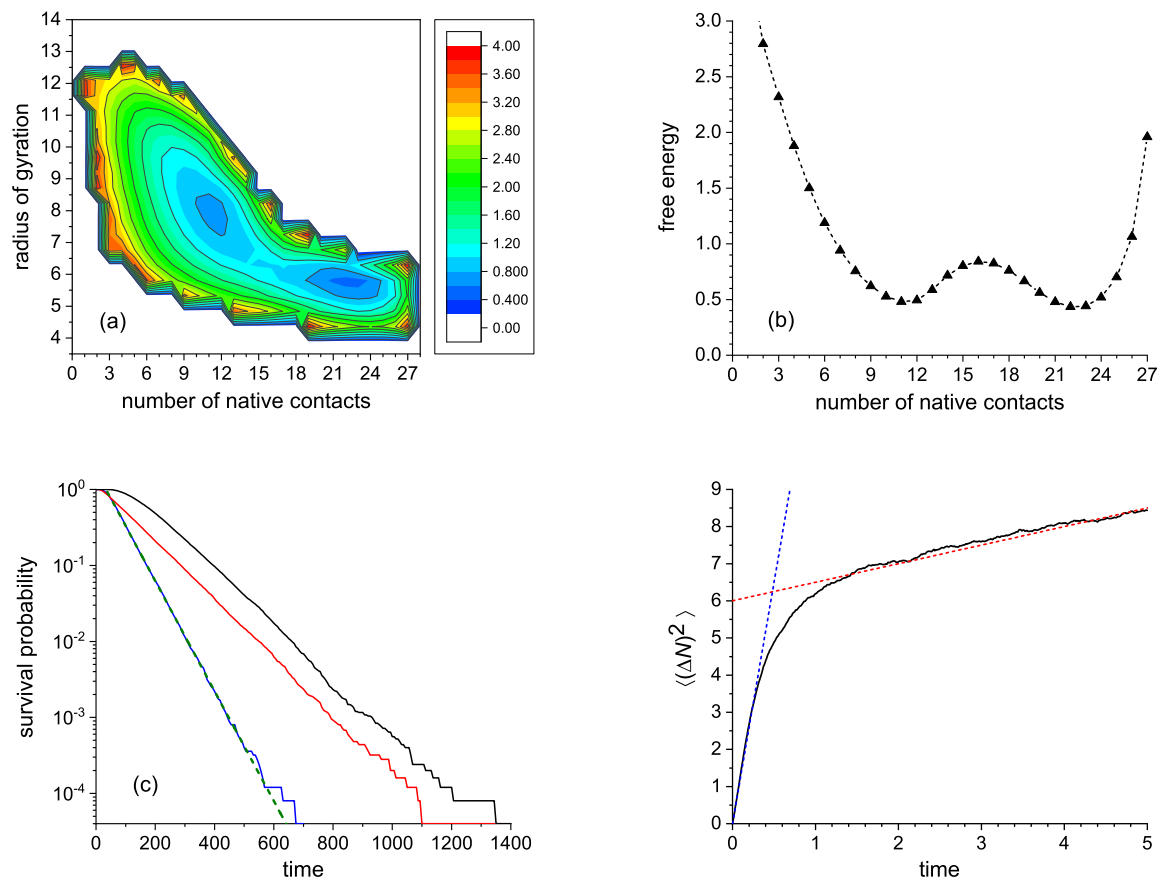 14
13
12
11
10
9
8
7
6
5
4
radius of gyration
(a)
0 3 6 9 12 15 18 21 24 27
number of native contacts
4.00
3.60
3.20
2.80
2.40
2.00
1.60
1.20
0.800
0.400
0.00
3.0
2.5
2.0
1.5
1.0
0.5
0.0
free energy
(b)
0 3 6 9 12 15 18 21 24 27
number of native contacts
10^0
10^-1
10^-2
10^-3
10^-4
survival probability
(c)
0 200 400 600 800 1000 1200 1400
time
9
8
7
6
5
4
3
2
1
0
⟨(ΔN)^2⟩
0 1 2 3 4 5
time